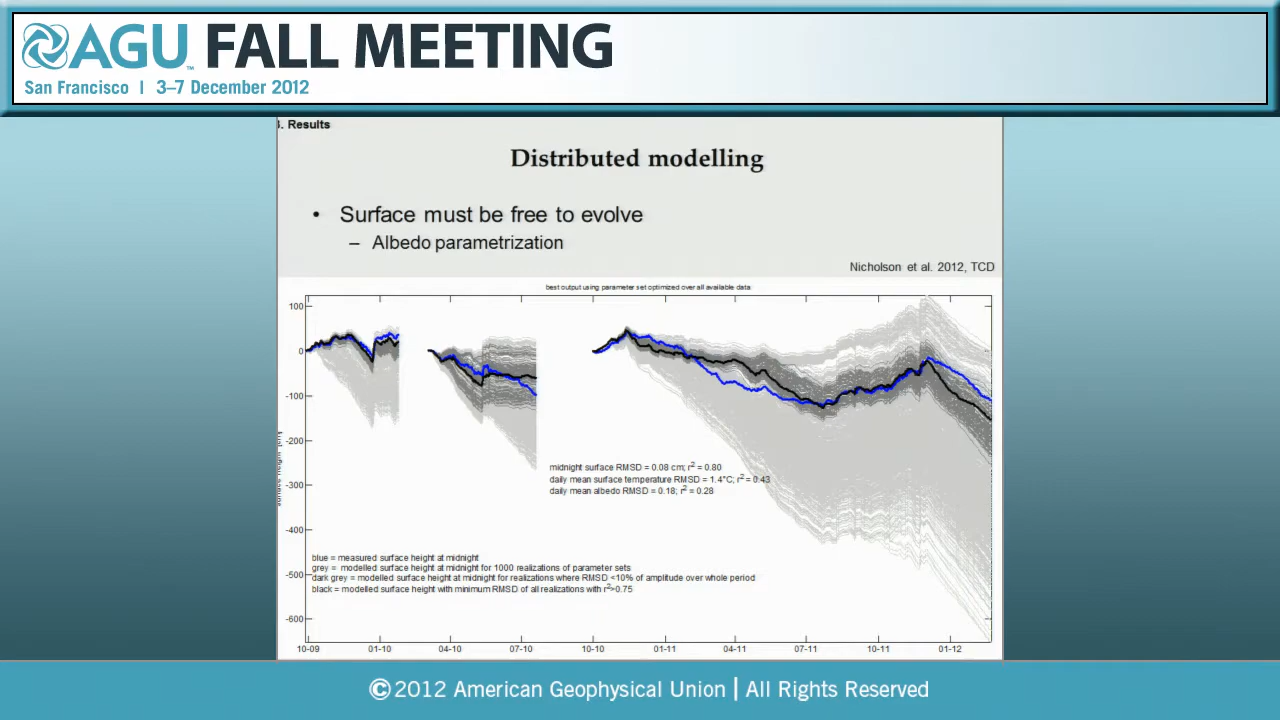 AGU™ FALL MEETING
San Francisco | 3–7 December 2012
. Results
Distributed modelling
• Surface must be free to evolve
– Albedo parametrization
Nicholson et al. 2012, TCD
best output using parameter set optimized over all available data
100
0
-100
-200
-300
-400
-500
-600
midnight surface RMSD = 0.08 cm; r2 = 0.80
daily mean surface temperature RMSD = 1.4°C; r2 = 0.43
daily mean albedo RMSD = 0.18; r2 = 0.28
blue = measured surface height at midnight
grey = modelled surface height at midnight for 1000 realizations of parameter sets
dark grey = modelled surface height at midnight for realizations where RMSD <10% of amplitude over whole period
black = modelled surface height with minimum RMSD of all realizations with r2>0.75
10-09 01-10 04-10 07-10 10-10 01-11 04-11 07-11 10-11 01-12
©2012 American Geophysical Union | All Rights Reserved